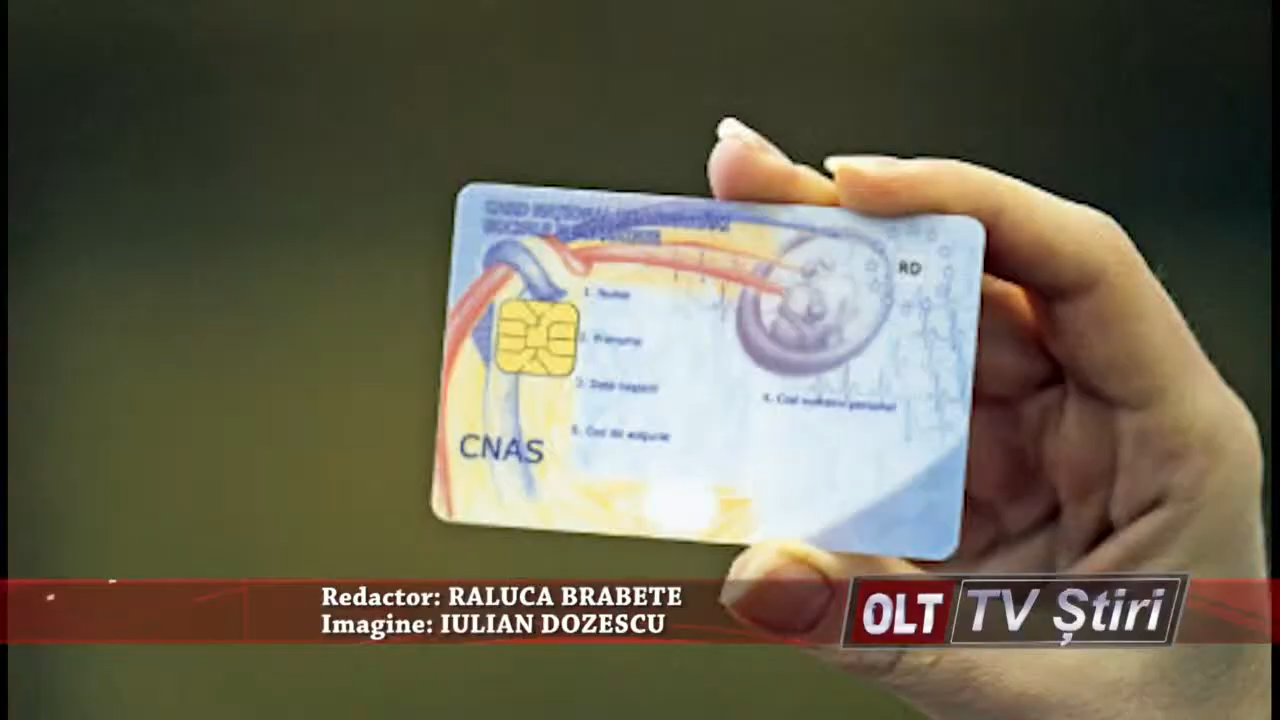 RO
1. Nume
2. Prenume
3. Data nașterii
4. Cod numeric personal
5. Cod de asigurat
CNAS
Redactor: RALUCA BRABETE
Imagine: IULIAN DOZESCU
OLT TV Știri